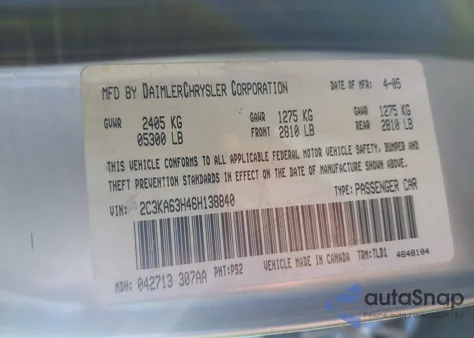 MFD BY DAIMLERCHRYSLER CORPORATION DATE OF MFR: 4-05
GVWR 2405 KG GAWR 1275 KG GAWR 1275 KG
05300 LB FRONT 2810 LB REAR 2810 LB
THIS VEHICLE CONFORMS TO ALL APPLICABLE FEDERAL MOTOR VEHICLE SAFETY, BUMPER AND
THEFT PREVENTION STANDARDS IN EFFECT ON THE DATE OF MANUFACTURE SHOWN ABOVE.
VIN: 2C3KA63H46H138840 TYPE: PASSENGER CAR
MDH: 042713 307AA PNT: PS2 VEHICLE MADE IN CANADA TRM: TLD1 4648104
autoSnap